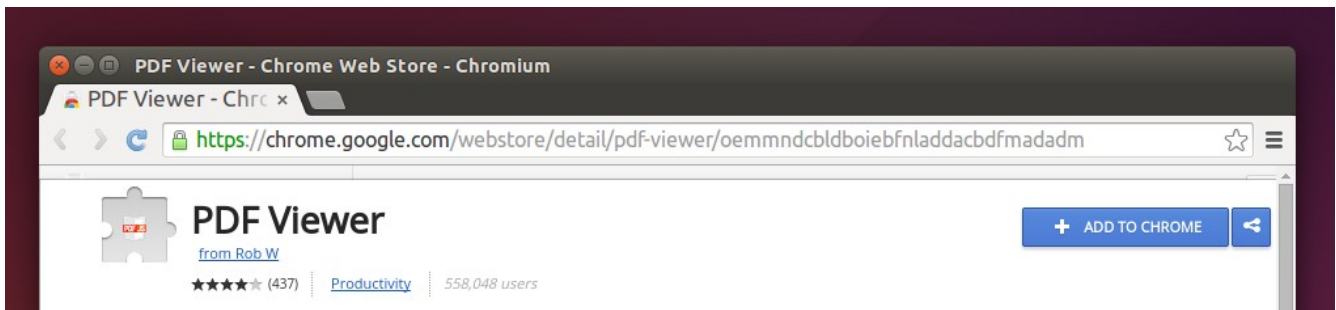 PDF Viewer - Chrome Web Store - Chromium
PDF Viewer - Chro
https://chrome.google.com/webstore/detail/pdf-viewer/oemmndcbldboiebfnladdacbdfmadadm
PDF Viewer
+ ADD TO CHROME
from Rob W
(437) Productivity 558,048 users